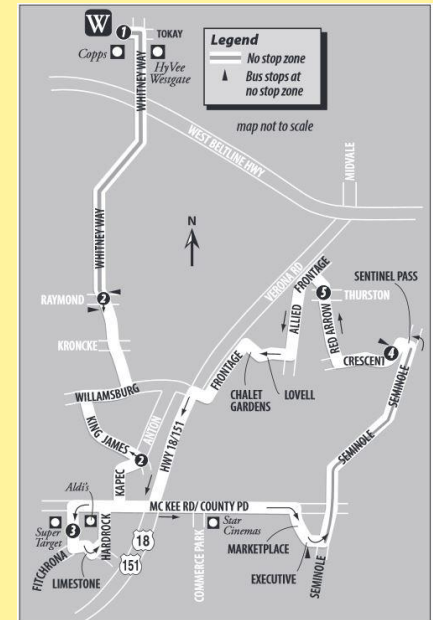 W
1
TOKAY
Copps
HyVee
Westgate
WHITNEY WAY
Legend
No stop zone
Bus stops at
no stop zone
map not to scale
WEST BELTLINE HWY
MIDVALE
N
WHITNEY WAY
VERONA RD
FRONTAGE
SENTINEL PASS
RAYMOND
2
5
THURSTON
ALLIED
RED ARROW
KRONCKE
4
CRESCENT
FRONTAGE
CHALET
GARDENS
LOVELL
SEMINOLE
WILLAMSBURG
KING JAMES
ANTON
HWY 18/151
SEMINOLE
2
KAPEC
Aldi's
MC KEE RD/ COUNTY PD
Super
Target
3
HARDROCK
18
151
COMMERCE PARK
Star
Cinemas
MARKETPLACE
FITCHRONA
LIMESTONE
EXECUTIVE
SEMINOLE